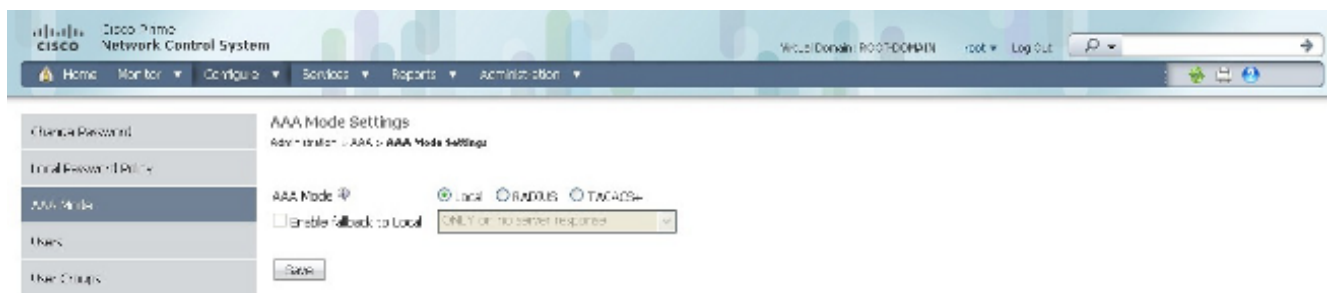 Cisco Prime
CISCO Network Control System
Virtual Domain: ROOT-DOMAIN root Log Out
Home Monitor Configure Services Reports Administration
Change Password
Local Password Policy
AAA Mode
Users
User Groups
AAA Mode Settings
Administration > AAA > AAA Mode Settings
AAA Mode Local RADIUS TACACS+
Enable fallback to Local ONLY on no server response
Save